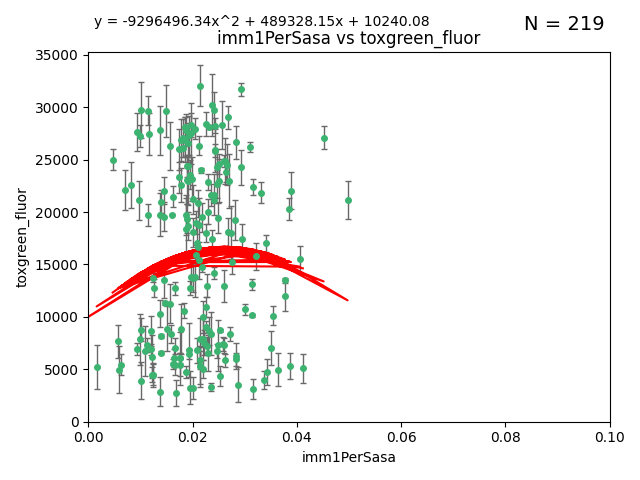 y = -9296496.34x^2 + 489328.15x + 10240.08
N = 219
imm1PerSasa vs toxgreen_fluor
35000
30000
25000
20000
15000
10000
5000
0
toxgreen_fluor
0.00 0.02 0.04 0.06 0.08 0.10
imm1PerSasa